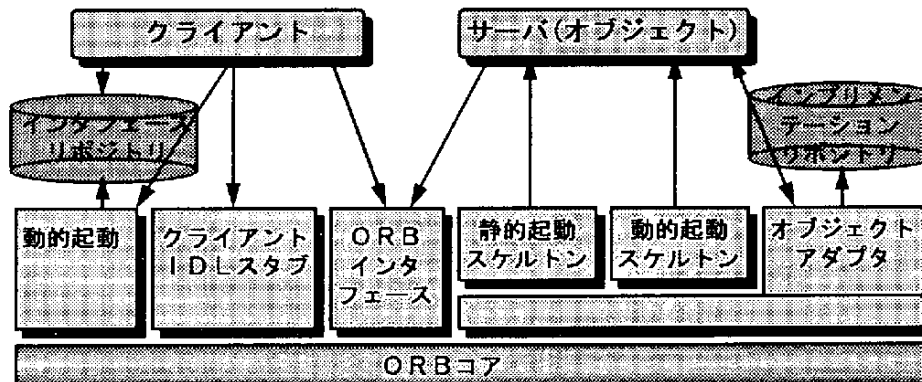 クライアント
サーバ(オブジェクト)
インタフェース
リポジトリ
インプリメン
テーション
リポントリ
動的起動
クライアント
IDLスタブ
ORB
インタ
フェース
静的起動
スケルトン
動的起動
スケルトン
オブジェクト
アダプタ
ORBコア